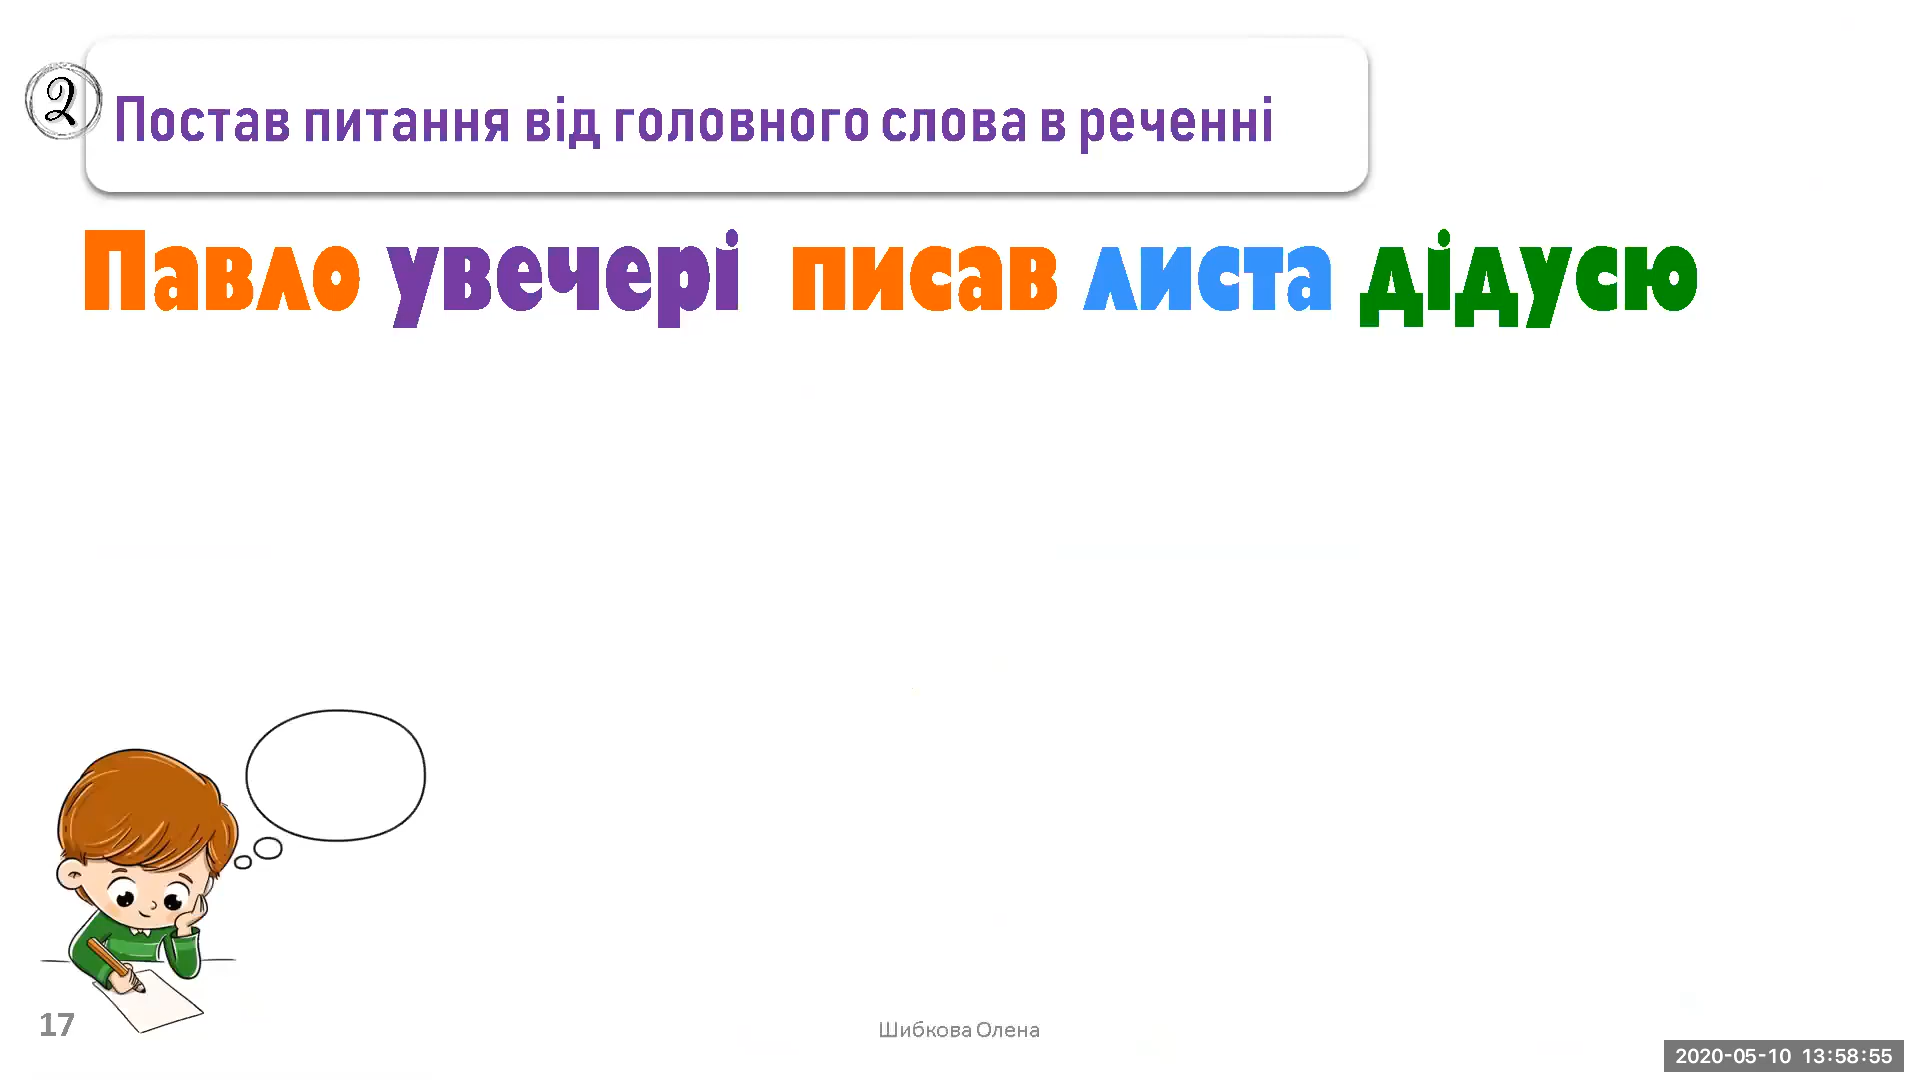 2
Постав питання від головного слова в реченні
Павло увечері писав листа дідусю
17
Шибкова Олена
2020-05-10 13:58:55